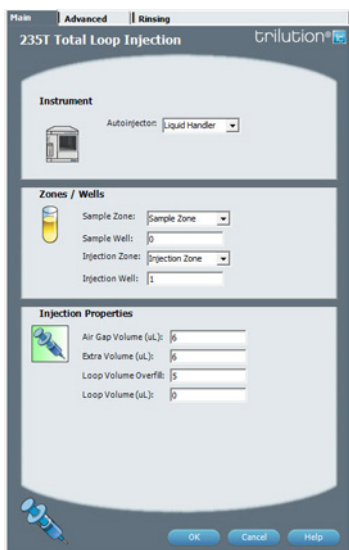 Main Advanced Rinsing
235T Total Loop Injection trilution®
Instrument
Autoinjector: Liquid Handler
Zones / Wells
Sample Zone: Sample Zone
Sample Well: 0
Injection Zone: Injection Zone
Injection Well: 1
Injection Properties
Air Gap Volume (uL): 6
Extra Volume (uL): 6
Loop Volume Overfill: 5
Loop Volume (uL): 0
OK Cancel Help